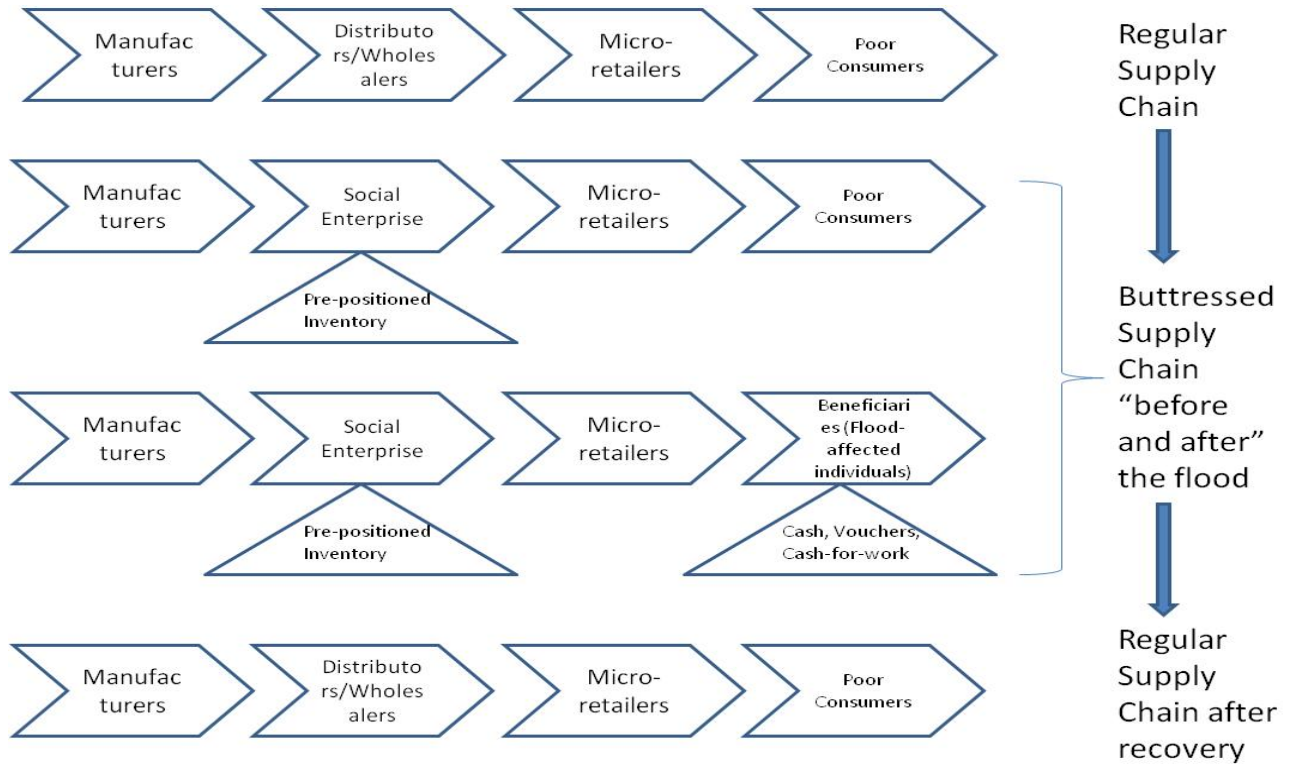 Manufac
turers
Distributo
rs/Wholes
alers
Micro-
retailers
Poor
Consumers
Regular
Supply
Chain
Manufac
turers
Social
Enterprise
Micro-
retailers
Poor
Consumers
Pre-positioned
Inventory
Buttressed
Supply
Chain
“before
and after”
the flood
Manufac
turers
Social
Enterprise
Micro-
retailers
Beneficiari
es (Flood-
affected
individuals)
Pre-positioned
Inventory
Cash, Vouchers,
Cash-for-work
Manufac
turers
Distributo
rs/Wholes
alers
Micro-
retailers
Poor
Consumers
Regular
Supply
Chain after
recovery